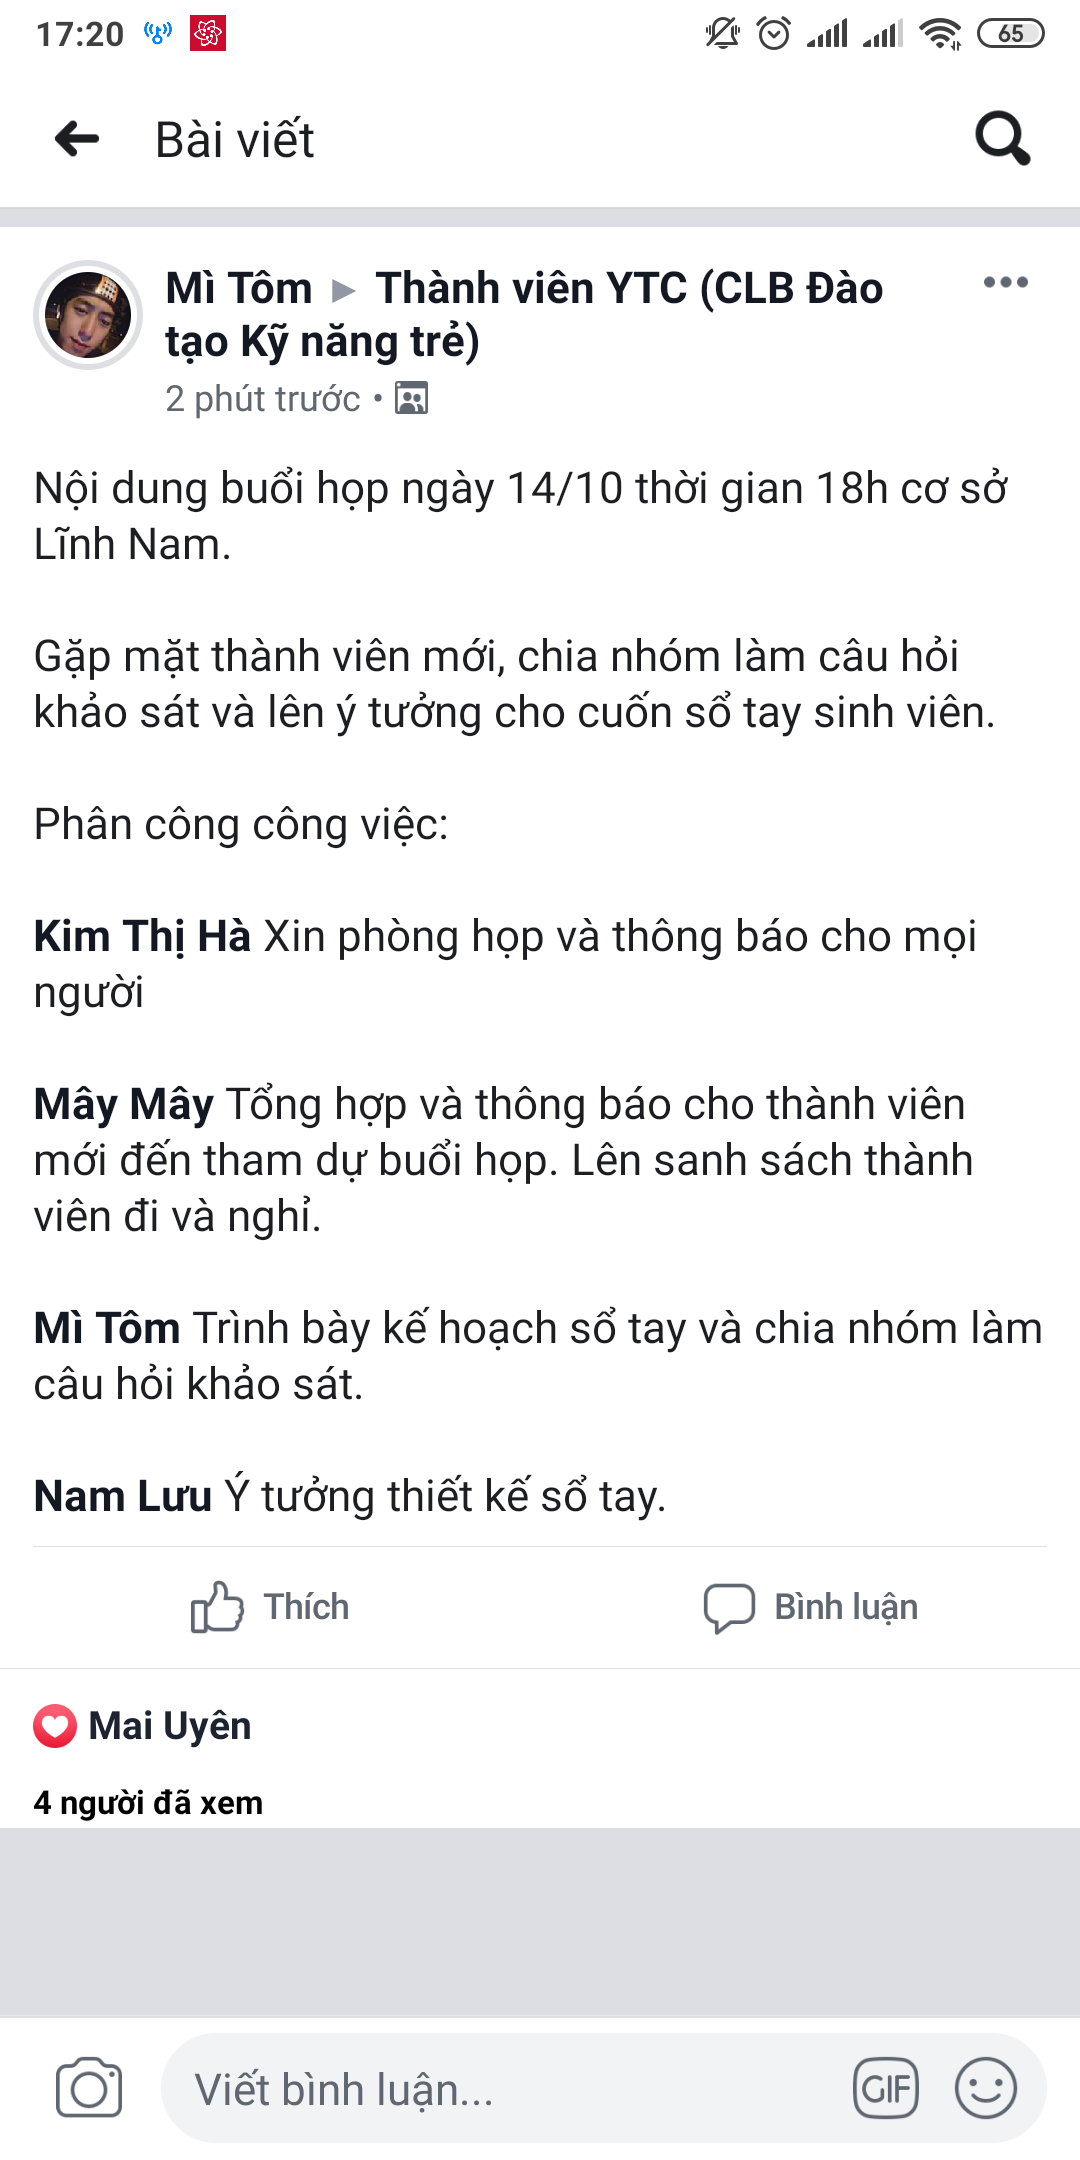 17:20
65
Bài viết
Mì Tôm ▸ Thành viên YTC (CLB Đào
tạo Kỹ năng trẻ)
2 phút trước •
Nội dung buổi họp ngày 14/10 thời gian 18h cơ sở
Lĩnh Nam.
Gặp mặt thành viên mới, chia nhóm làm câu hỏi
khảo sát và lên ý tưởng cho cuốn sổ tay sinh viên.
Phân công công việc:
Kim Thị Hà Xin phòng họp và thông báo cho mọi
người
Mây Mây Tổng hợp và thông báo cho thành viên
mới đến tham dự buổi họp. Lên sanh sách thành
viên đi và nghỉ.
Mì Tôm Trình bày kế hoạch sổ tay và chia nhóm làm
câu hỏi khảo sát.
Nam Lưu Ý tưởng thiết kế sổ tay.
Thích
Bình luận
Mai Uyên
4 người đã xem
Viết bình luận...
GIF